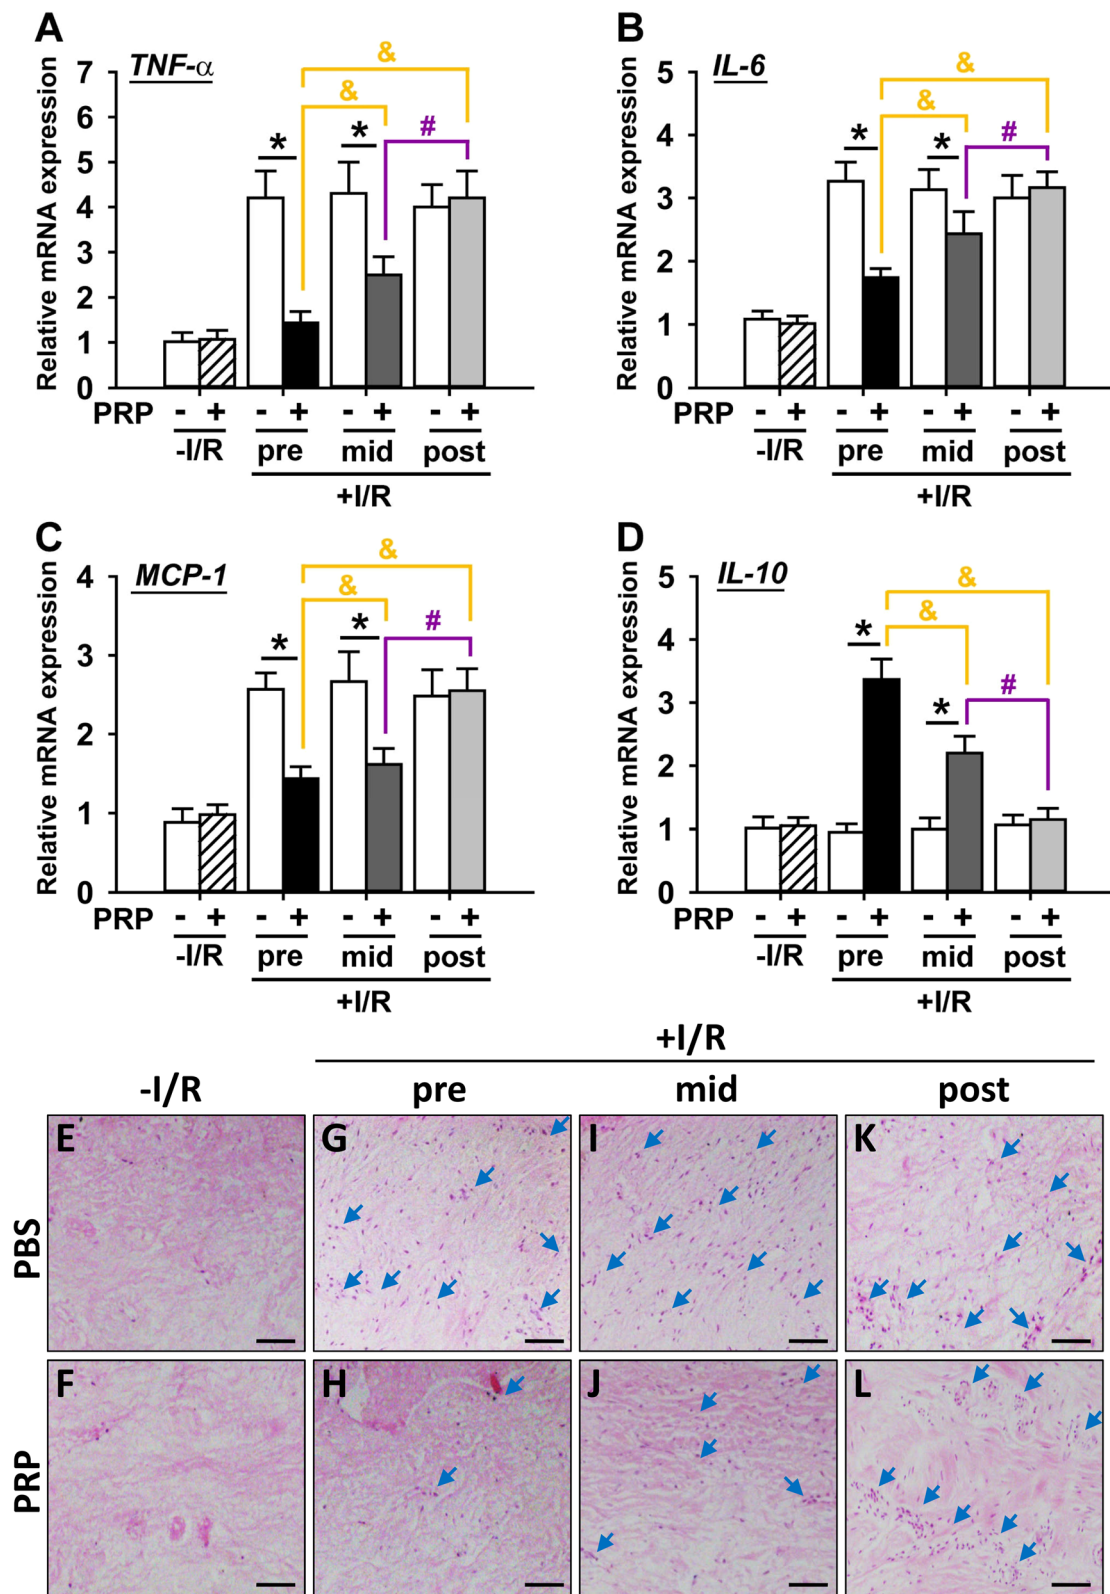 A
B
TNF-α
IL-6
Relative mRNA expression
7
6
5
4
3
2
1
0
* * & & #
Relative mRNA expression
5
4
3
2
1
0
* * & & #
PRP - + - + - + - +
-I/R pre mid post
+I/R
PRP - + - + - + - +
-I/R pre mid post
+I/R
C
D
MCP-1
IL-10
Relative mRNA expression
4
3
2
1
0
* * & & #
Relative mRNA expression
5
4
3
2
1
0
* * & & #
PRP - + - + - + - +
-I/R pre mid post
+I/R
PRP - + - + - + - +
-I/R pre mid post
+I/R
+I/R
-I/R pre mid post
PBS
E G I K
PRP
F H J L